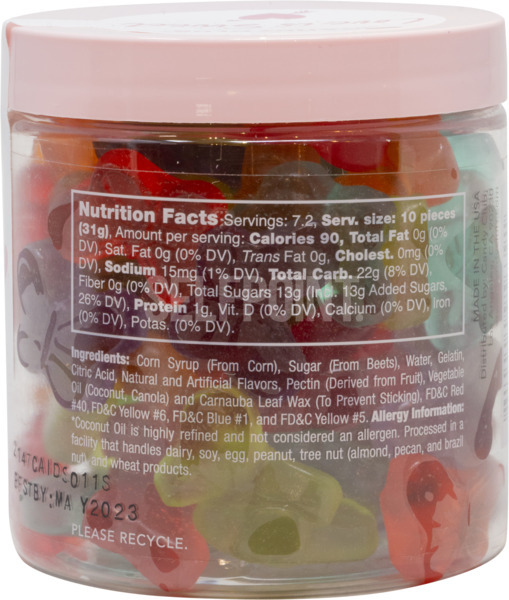 Nutrition Facts Servings: 7.2, Serv. size: 10 pieces
(31g), Amount per serving: Calories 90, Total Fat 0g (0%
DV), Sat. Fat 0g (0% DV), Trans Fat 0g, Cholest. 0mg (0%
DV), Sodium 15mg (1% DV), Total Carb. 22g (8% DV),
Fiber 0g (0% DV), Total Sugars 13g (Incl. 13g Added Sugars,
26% DV), Protein 1g, Vit. D (0% DV), Calcium (0% DV), Iron
(0% DV), Potas. (0% DV).
Ingredients: Corn Syrup (From Corn), Sugar (From Beets), Water, Gelatin,
Citric Acid, Natural and Artificial Flavors, Pectin (Derived from Fruit), Vegetable
Oil (Coconut, Canola) and Carnauba Leaf Wax (To Prevent Sticking), FD&C Red
#40, FD&C Yellow #6, FD&C Blue #1, and FD&C Yellow #5. Allergy Information:
*Coconut Oil is highly refined and not considered an allergen. Processed in a
facility that handles dairy, soy, egg, peanut, tree nut (almond, pecan, and brazil
nut) and wheat products.
BESTBY:MAY2023
PLEASE RECYCLE.
MADE IN THE USA
Distributed by: